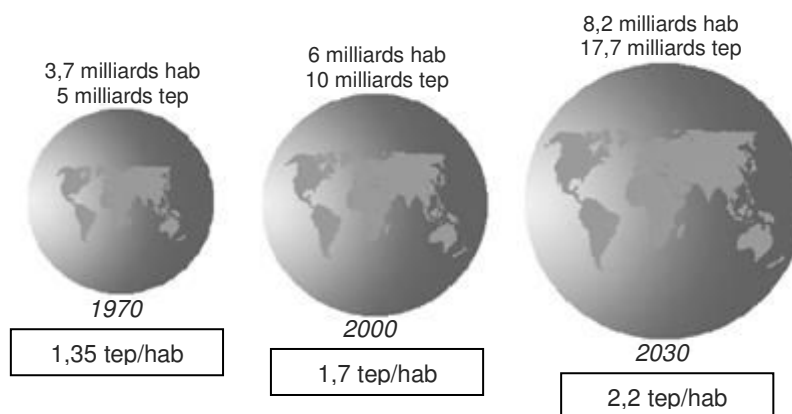 3,7 milliards hab
5 milliards tep
1970
1,35 tep/hab
6 milliards hab
10 milliards tep
2000
1,7 tep/hab
8,2 milliards hab
17,7 milliards tep
2030
2,2 tep/hab